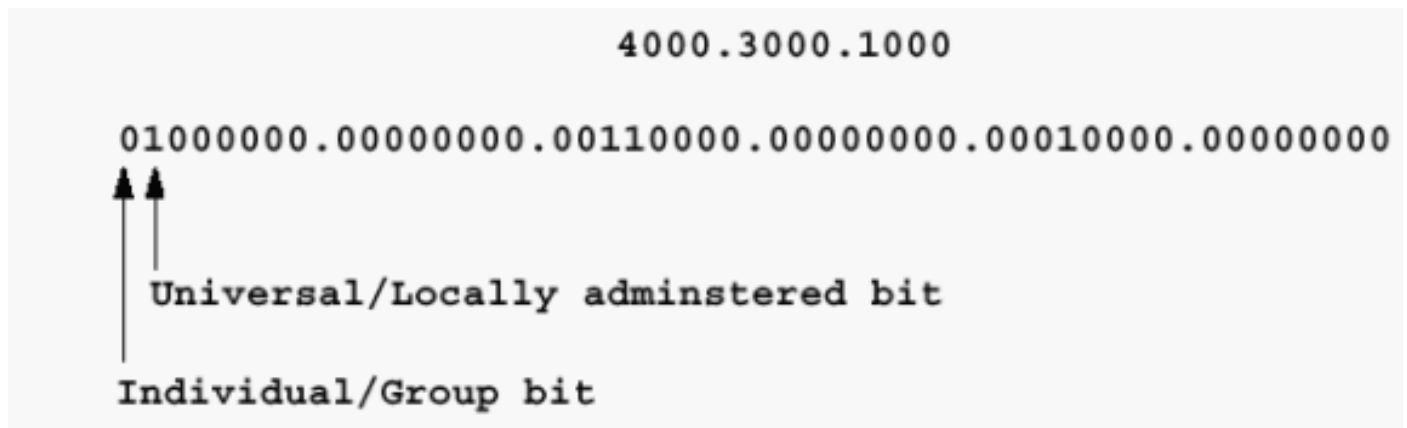 4000.3000.1000
01000000.00000000.00110000.00000000.00010000.00000000
Universal/Locally adminstered bit
Individual/Group bit